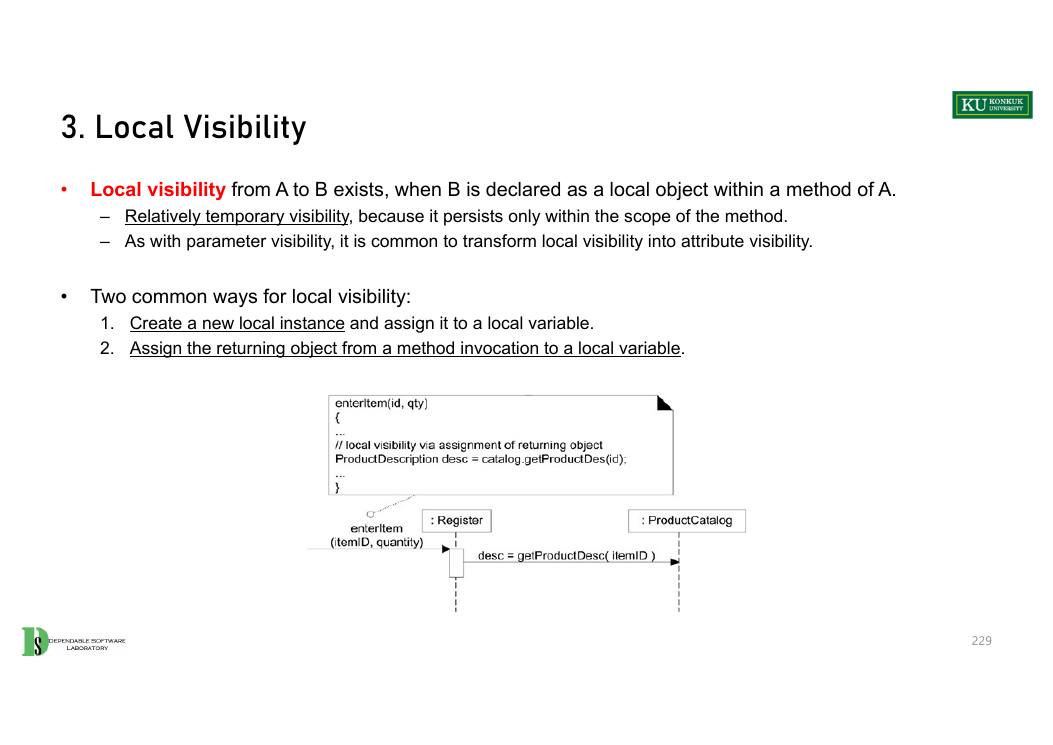 KU KONKUK UNIVERSITY
3. Local Visibility
• Local visibility from A to B exists, when B is declared as a local object within a method of A.
– Relatively temporary visibility, because it persists only within the scope of the method.
– As with parameter visibility, it is common to transform local visibility into attribute visibility.
• Two common ways for local visibility:
1. Create a new local instance and assign it to a local variable.
2. Assign the returning object from a method invocation to a local variable.
enterItem(id, qty)
{
...
// local visibility via assignment of returning object
ProductDescription desc = catalog.getProductDes(id);
...
}
enterItem
(itemID, quantity)
: Register
: ProductCatalog
desc = getProductDesc( itemID )
DS DEPENDABLE SOFTWARE
LABORATORY
229